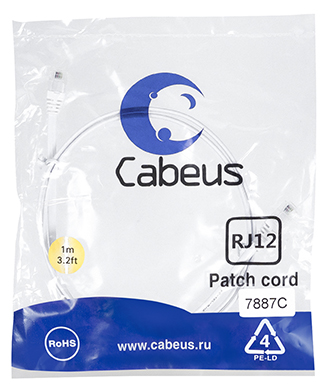 Cabeus
1m
3.2ft
RJ12
Patch cord
7887C
RoHS
www.cabeus.ru
4
PE-LD